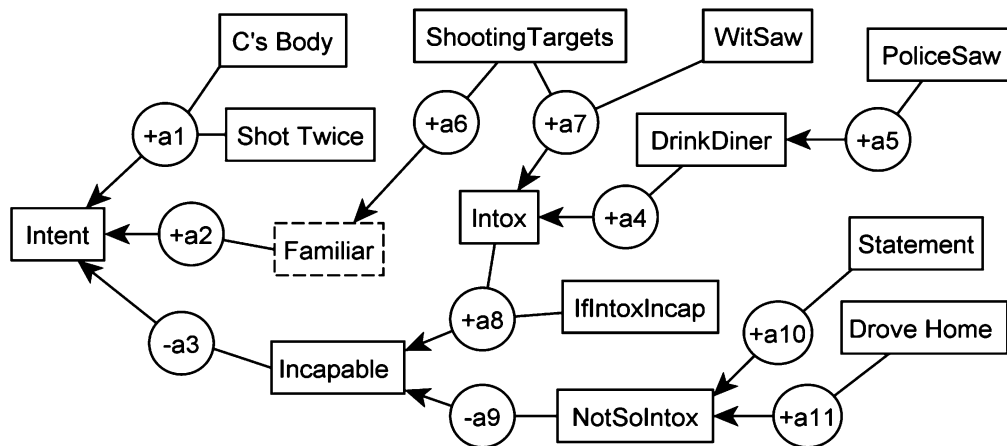 C's Body
ShootingTargets
WitSaw
PoliceSaw
+a1
Shot Twice
+a6
+a7
DrinkDiner
+a5
Intent
+a2
Familiar
Intox
+a4
Statement
-a3
Incapable
+a8
IfIntoxIncap
+a10
Drove Home
-a9
NotSoIntox
+a11